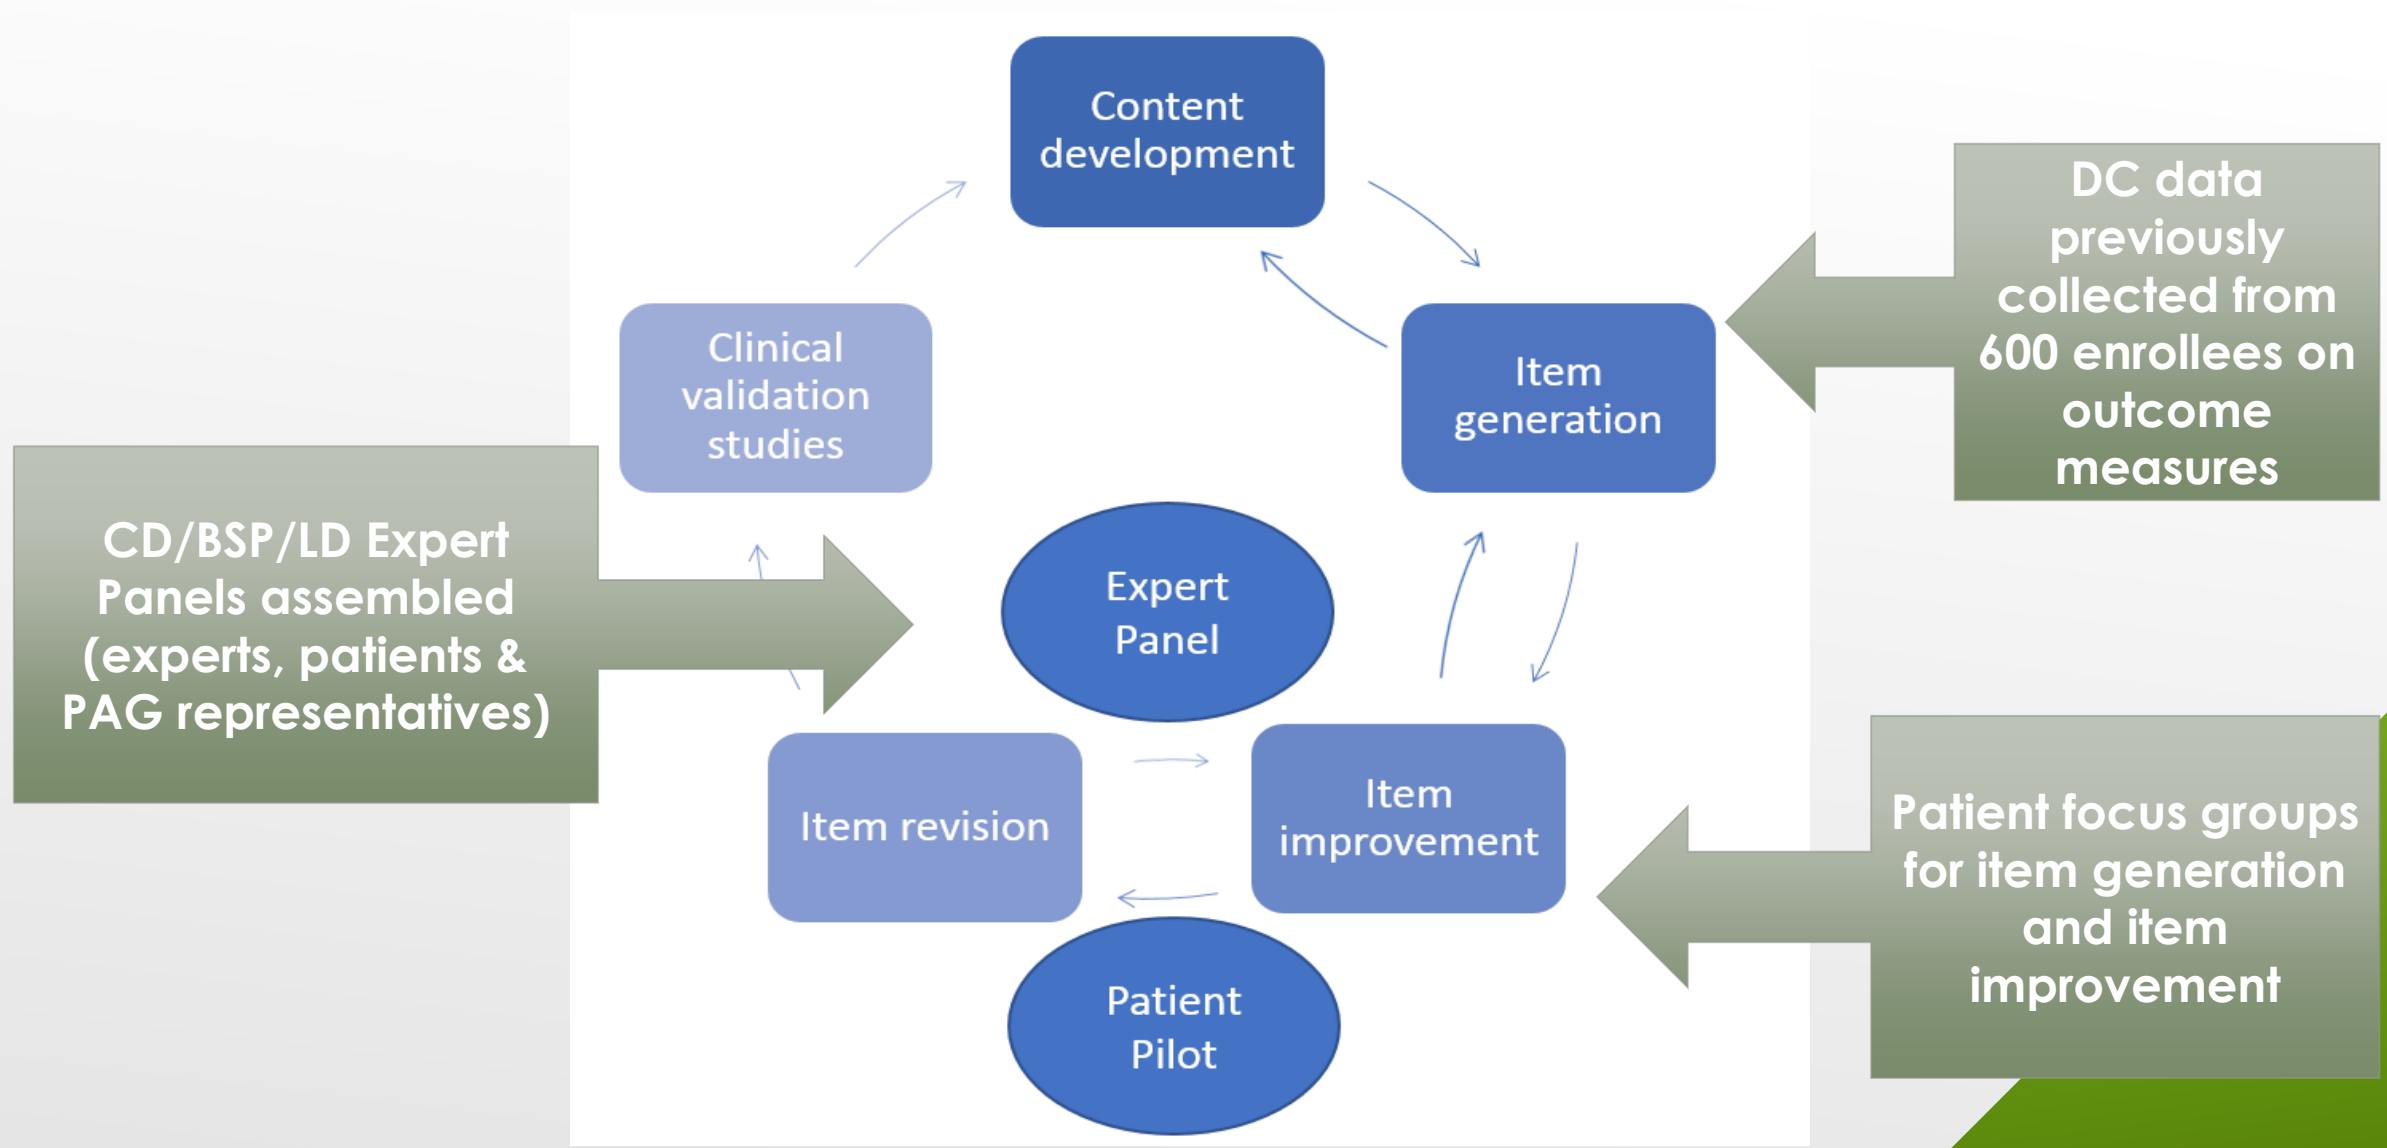 Content
development
DC data
previously
collected from
600 enrollees on
outcome
measures
Clinical
validation
studies
Item
generation
CD/BSP/LD Expert
Panels assembled
(experts, patients &
PAG representatives)
Expert
Panel
Item revision
Item
improvement
Patient focus groups
for item generation
and item
improvement
Patient
Pilot